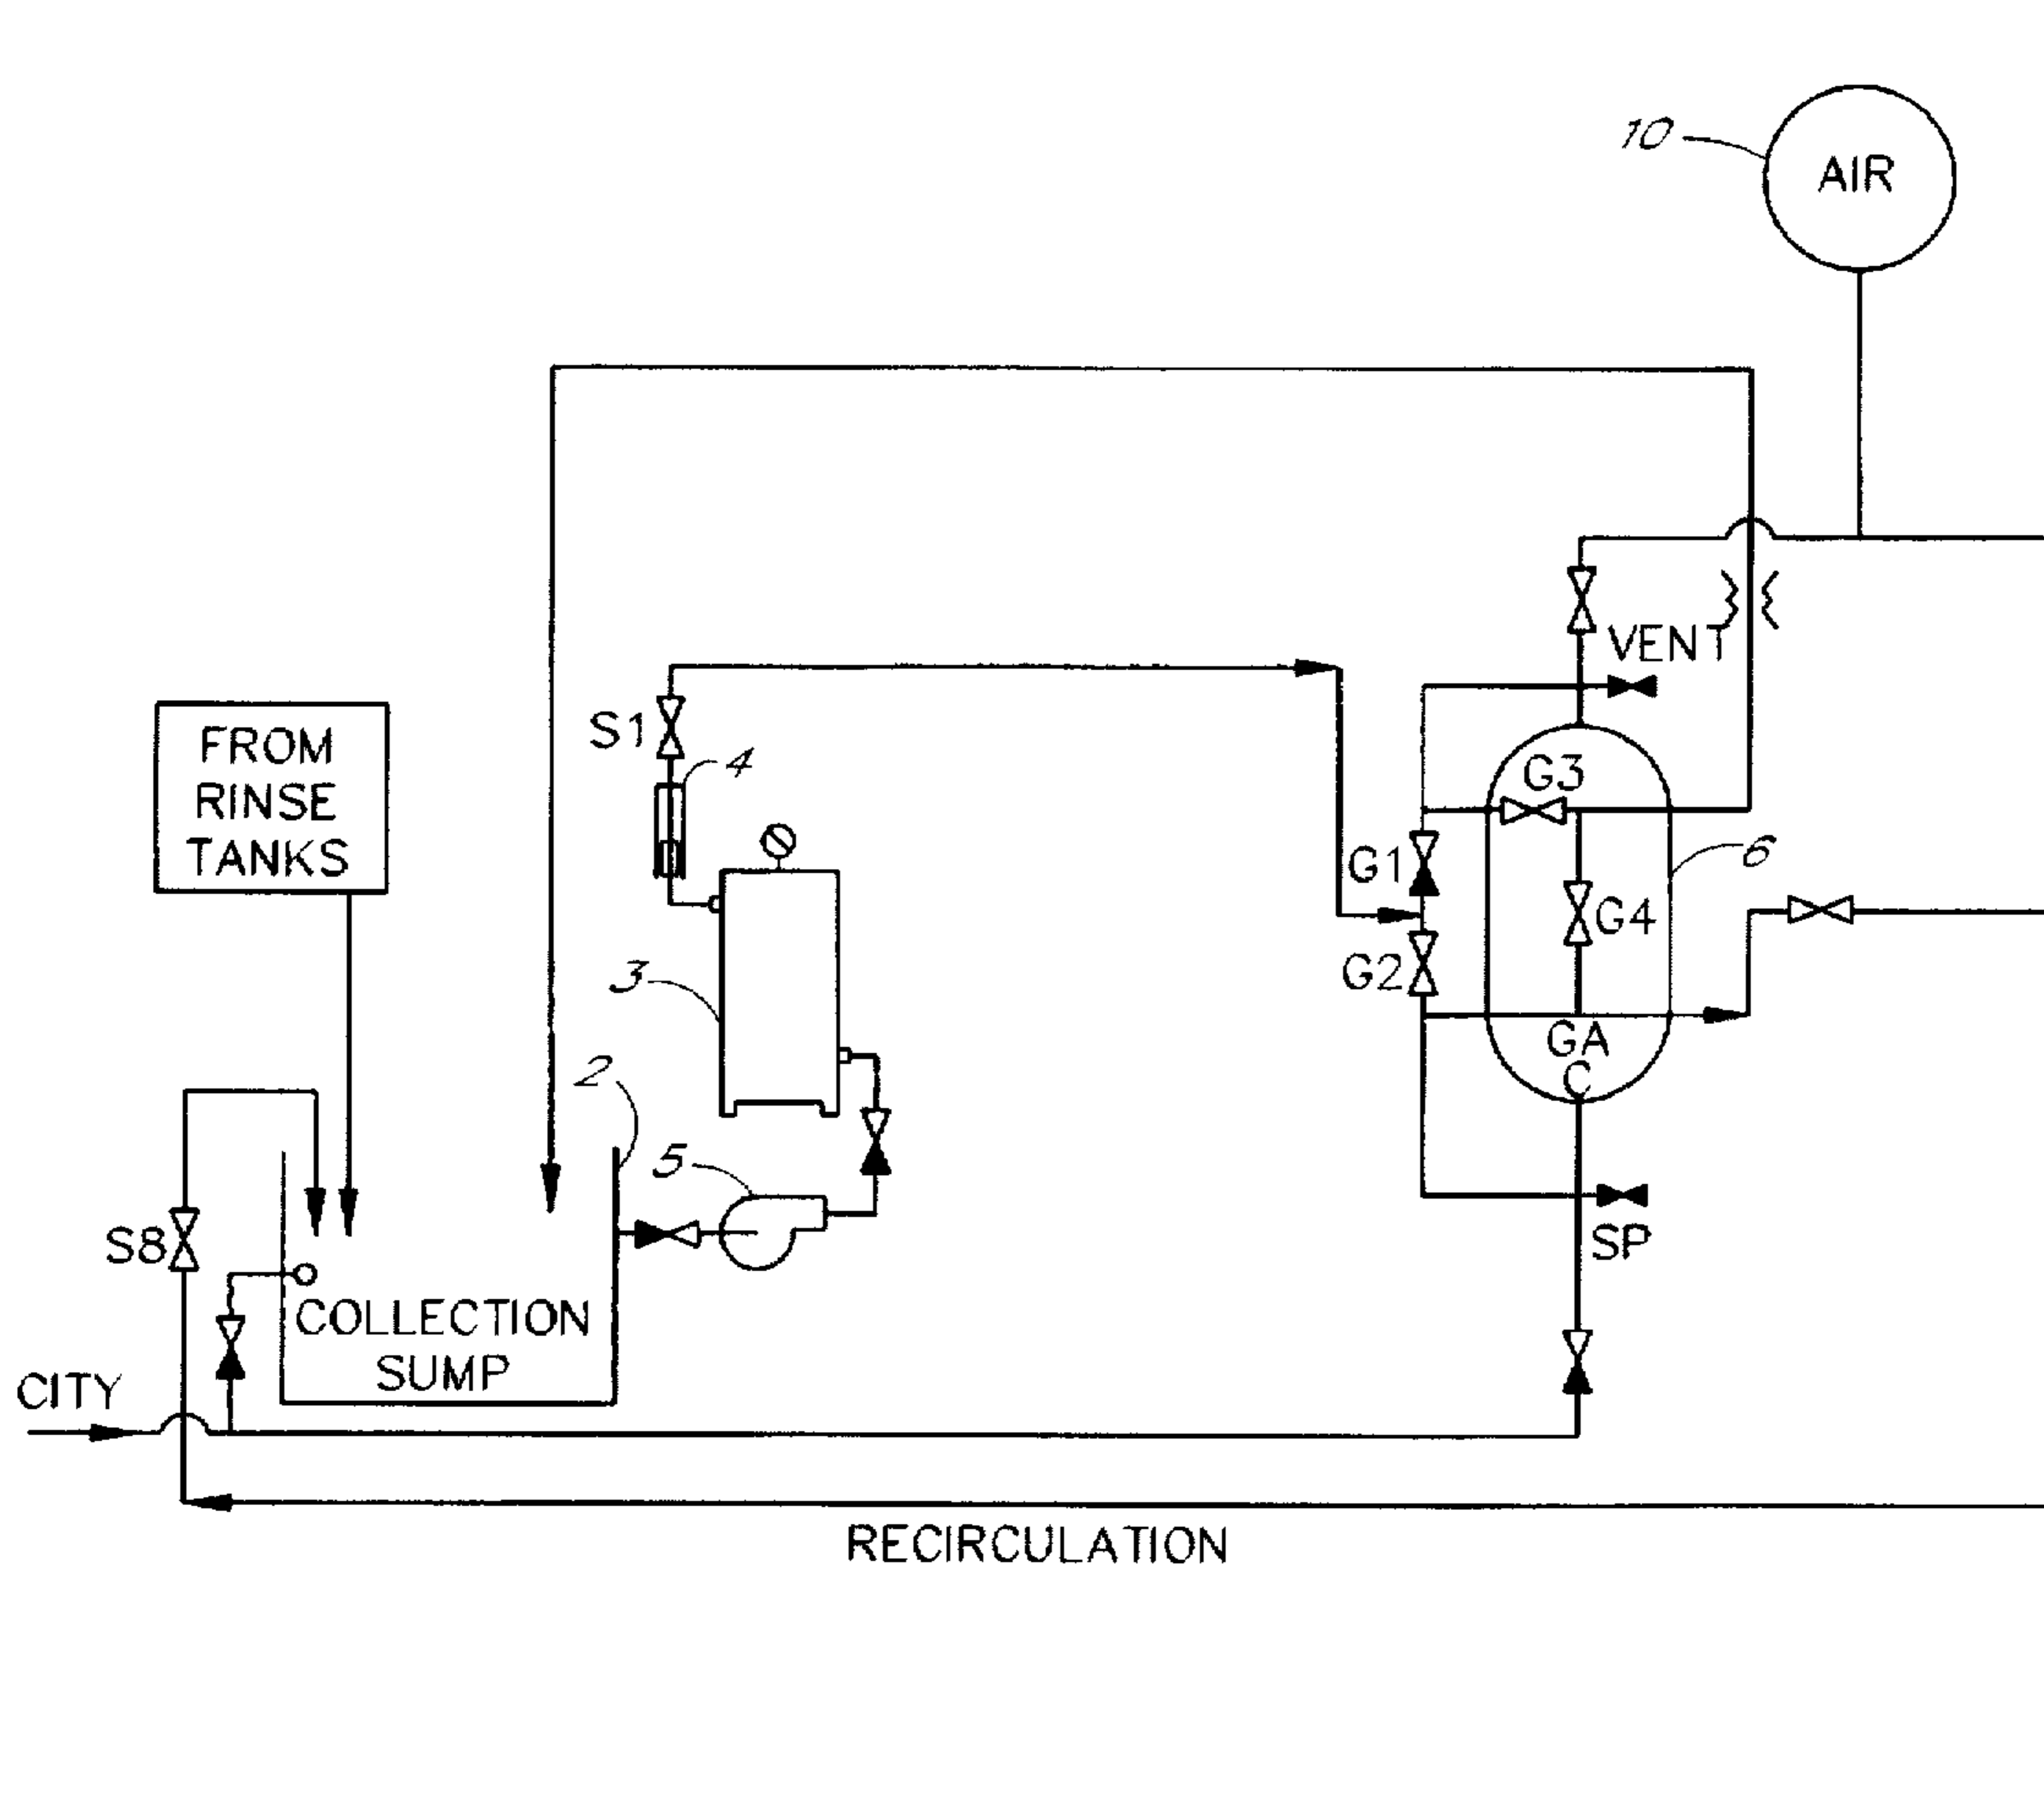 10
AIR
VENT
S1
4
FROM
RINSE
TANKS
G3
G1
6
G4
3
G2
GA
C
2
5
S8
SP
COLLECTION
SUMP
CITY
RECIRCULATION